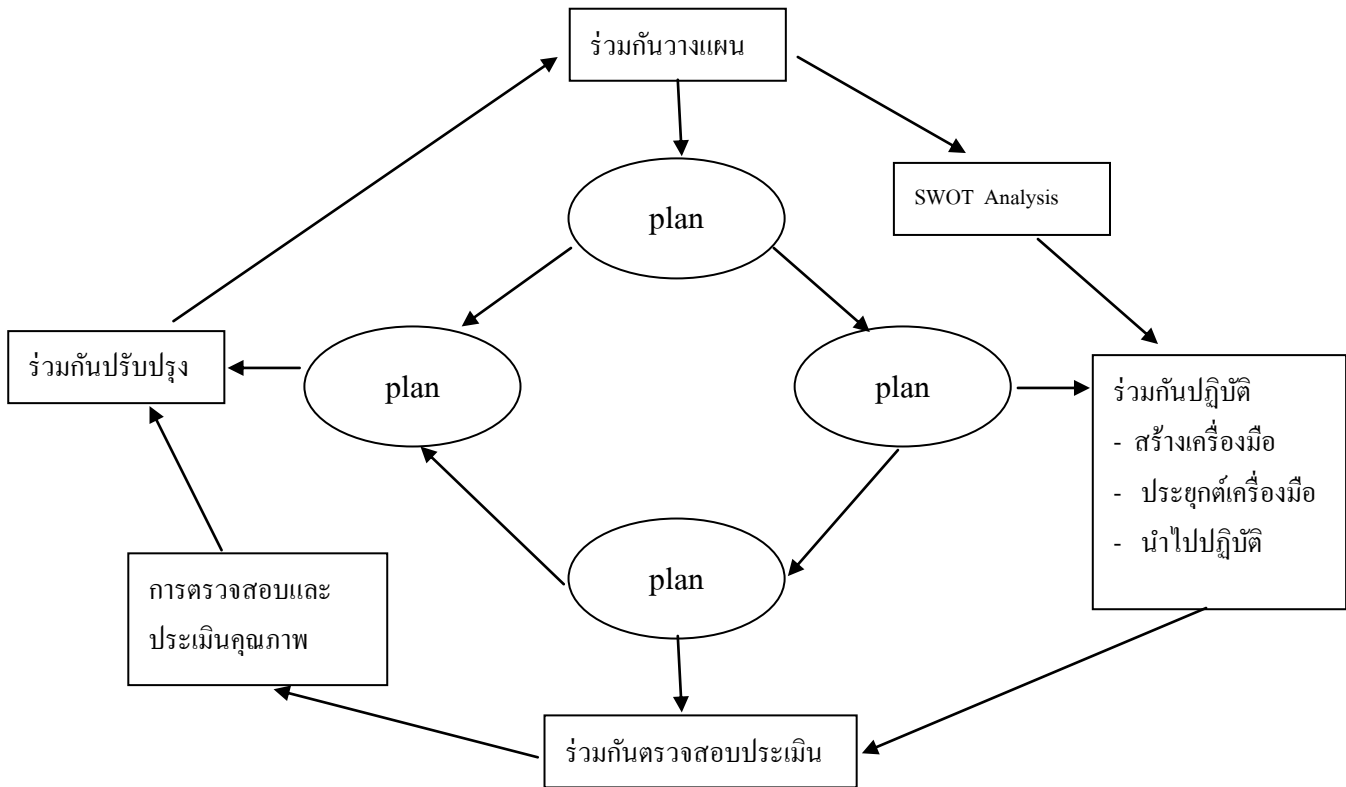 ร่วมกันวางแผน
plan
SWOT Analysis
ร่วมกันปรับปรุง
plan
plan
ร่วมกันปฏิบัติ
- สร้างเครื่องมือ
- ประยุกต์เครื่องมือ
- นำไปปฏิบัติ
การตรวจสอบและ
ประเมินคุณภาพ
plan
ร่วมกันตรวจสอบประเมิน